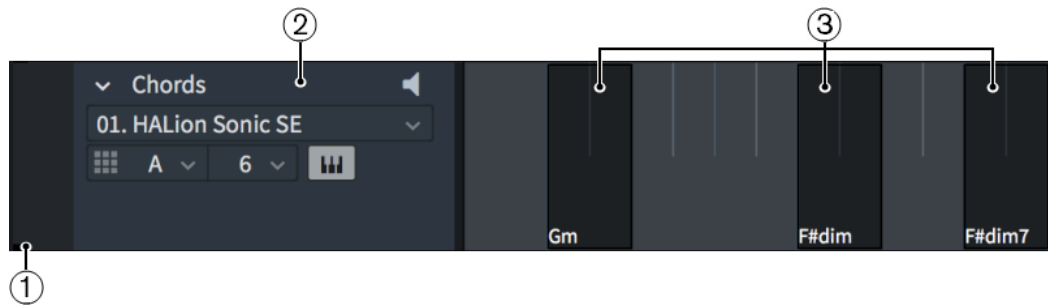 ② ③
Chords
01. HALion Sonic SE
A 6
Gm F#dim F#dim7
①